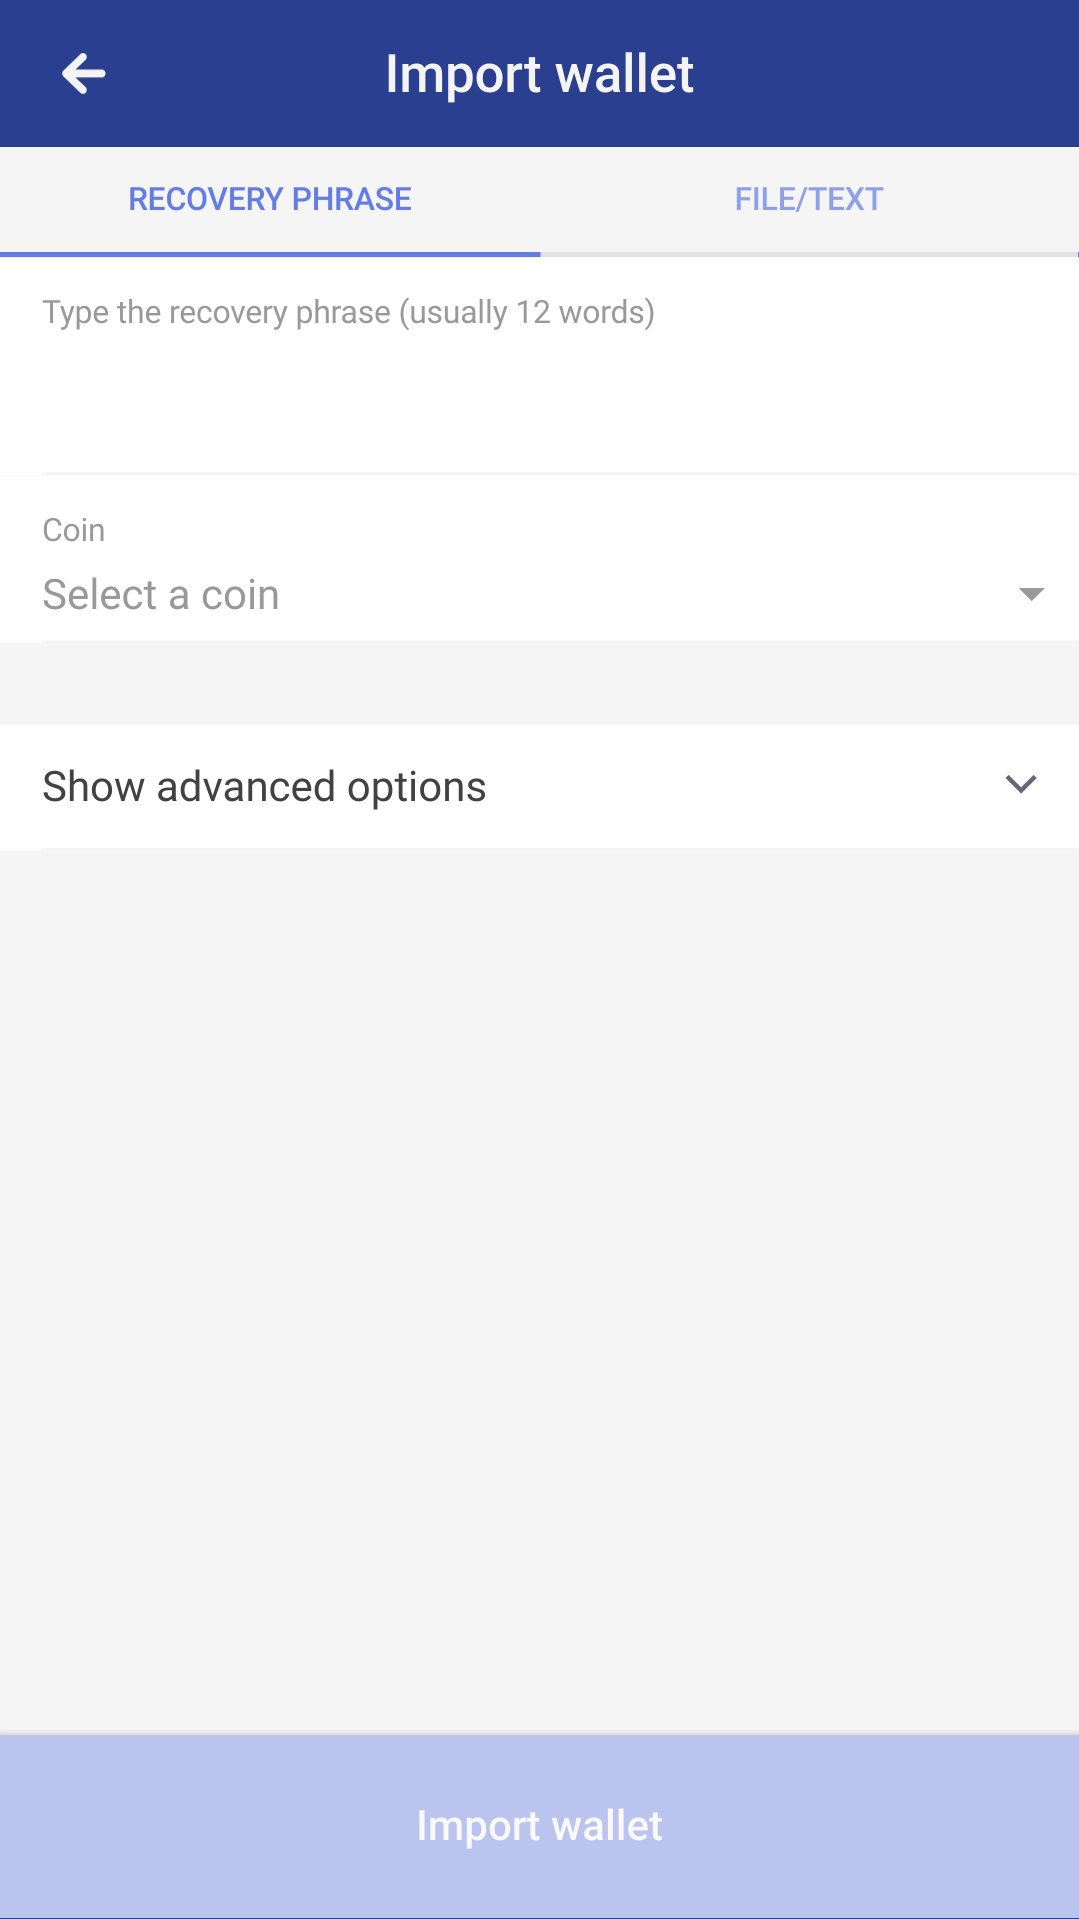 Import wallet
RECOVERY PHRASE
FILE/TEXT
Type the recovery phrase (usually 12 words)
Coin
Select a coin
Show advanced options
Import wallet